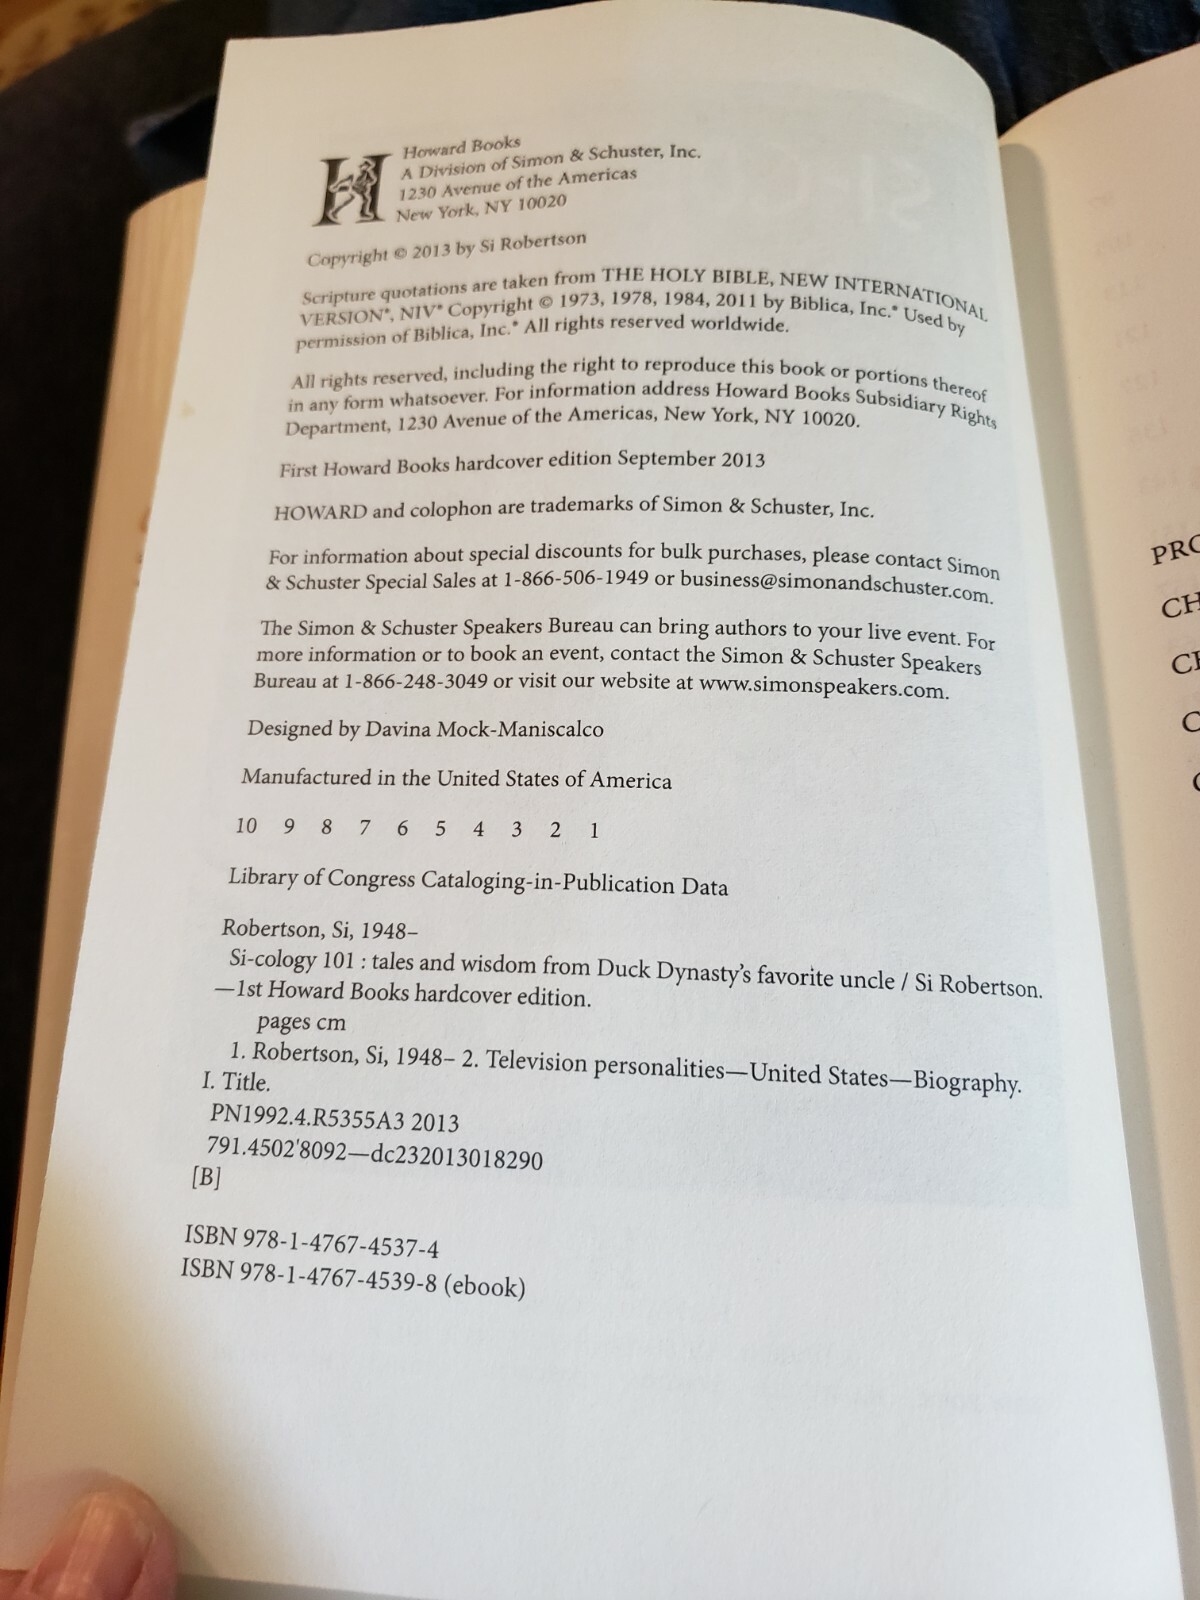 Howard Books
A Division of Simon & Schuster, Inc.
1230 Avenue of the Americas
New York, NY 10020
Copyright © 2013 by Si Robertson
Scripture quotations are taken from THE HOLY BIBLE, NEW INTERNATIONAL
VERSION®, NIV® Copyright © 1973, 1978, 1984, 2011 by Biblica, Inc.® Used by
permission of Biblica, Inc.® All rights reserved worldwide.
All rights reserved, including the right to reproduce this book or portions thereof
in any form whatsoever. For information address Howard Books Subsidiary Rights
Department, 1230 Avenue of the Americas, New York, NY 10020.
First Howard Books hardcover edition September 2013
HOWARD and colophon are trademarks of Simon & Schuster, Inc.
For information about special discounts for bulk purchases, please contact Simon
& Schuster Special Sales at 1-866-506-1949 or business@simonandschuster.com.
The Simon & Schuster Speakers Bureau can bring authors to your live event. For
more information or to book an event, contact the Simon & Schuster Speakers
Bureau at 1-866-248-3049 or visit our website at www.simonspeakers.com.
Designed by Davina Mock-Maniscalco
Manufactured in the United States of America
10 9 8 7 6 5 4 3 2 1
Library of Congress Cataloging-in-Publication Data
Robertson, Si, 1948–
Si-cology 101 : tales and wisdom from Duck Dynasty's favorite uncle / Si Robertson.
—1st Howard Books hardcover edition.
pages cm
1. Robertson, Si, 1948– 2. Television personalities—United States—Biography.
I. Title.
PN1992.4.R5355A3 2013
791.4502'8092—dc232013018290
[B]
ISBN 978-1-4767-4537-4
ISBN 978-1-4767-4539-8 (ebook)